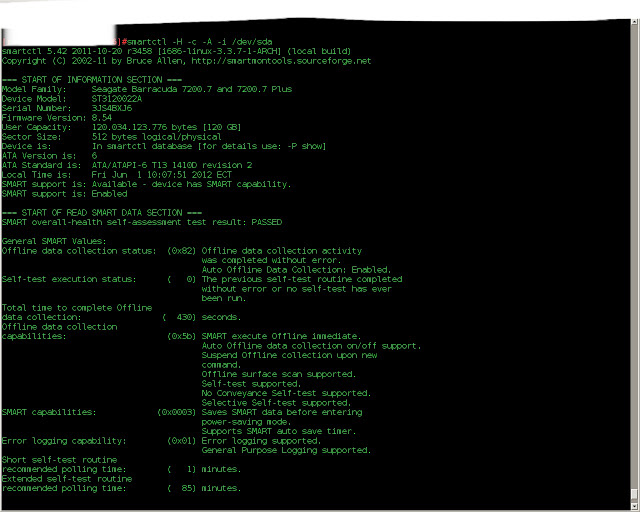 ]#smartctl -H -c -A -i /dev/sda
smartctl 5.42 2011-10-20 r3458 [i686-linux-3.3.7-1-ARCH] (local build)
Copyright (C) 2002-11 by Bruce Allen, http://smartmontools.sourceforge.net
=== START OF INFORMATION SECTION ===
Model Family:     Seagate Barracuda 7200.7 and 7200.7 Plus
Device Model:     ST3120022A
Serial Number:    3JS4BXJ6
Firmware Version: 8.54
User Capacity:    120.034.123.776 bytes [120 GB]
Sector Size:      512 bytes logical/physical
Device is:        In smartctl database [for details use: -P show]
ATA Version is:   6
ATA Standard is:  ATA/ATAPI-6 T13 1410D revision 2
Local Time is:    Fri Jun  1 10:07:51 2012 ECT
SMART support is: Available - device has SMART capability.
SMART support is: Enabled
=== START OF READ SMART DATA SECTION ===
SMART overall-health self-assessment test result: PASSED
General SMART Values:
Offline data collection status:  (0x82) Offline data collection activity
was completed without error.
Auto Offline Data Collection: Enabled.
Self-test execution status:      (   0) The previous self-test routine completed
without error or no self-test has ever
been run.
Total time to complete Offline
data collection:                (  430) seconds.
Offline data collection
capabilities:                    (0x5b) SMART execute Offline immediate.
Auto Offline data collection on/off support.
Suspend Offline collection upon new
command.
Offline surface scan supported.
Self-test supported.
No Conveyance Self-test supported.
Selective Self-test supported.
SMART capabilities:            (0x0003) Saves SMART data before entering
power-saving mode.
Supports SMART auto save timer.
Error logging capability:        (0x01) Error logging supported.
General Purpose Logging supported.
Short self-test routine
recommended polling time:        (   1) minutes.
Extended self-test routine
recommended polling time:        (  85) minutes.